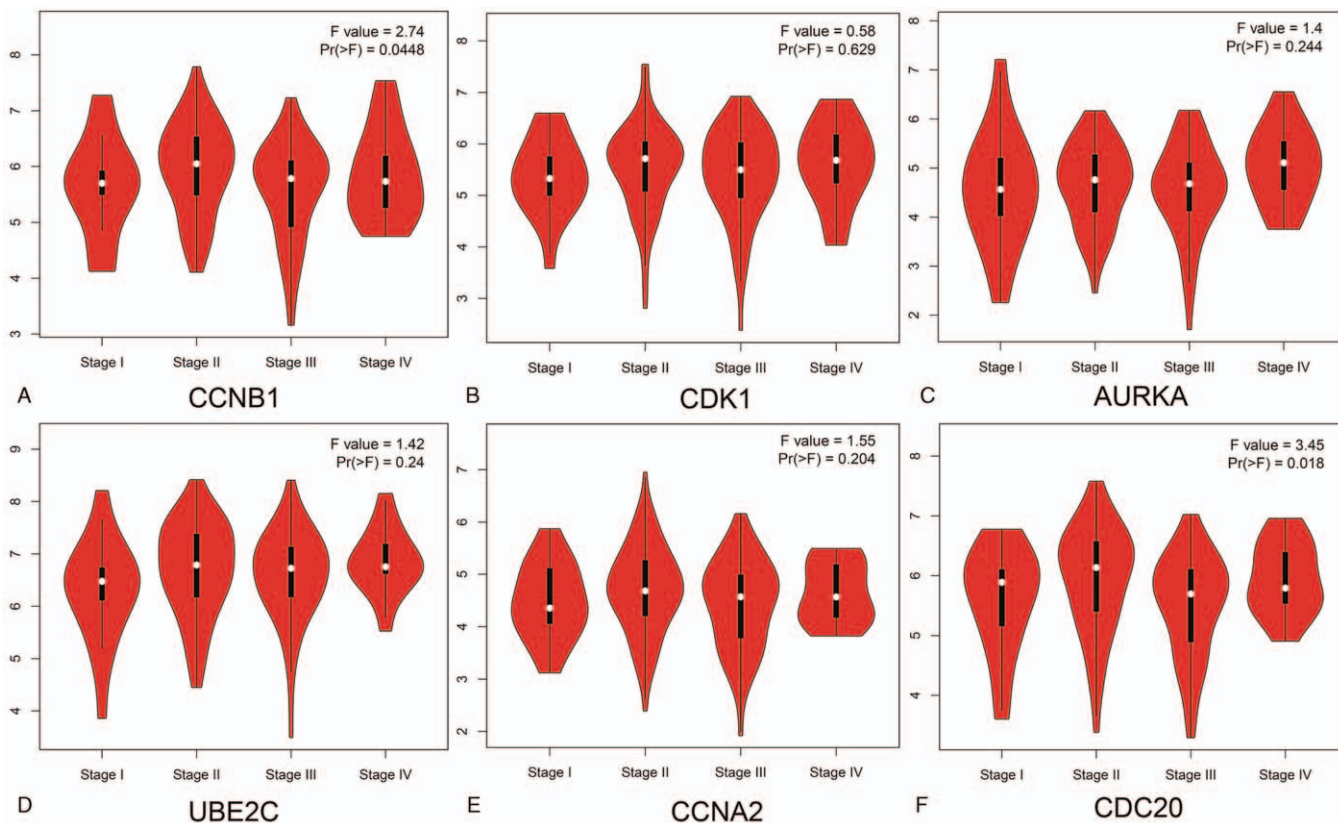 F value = 2.74
Pr(>F) = 0.0448
8
7
6
5
4
3
Stage I Stage II Stage III Stage IV
A CCNB1
F value = 0.58
Pr(>F) = 0.629
8
7
6
5
4
3
Stage I Stage II Stage III Stage IV
B CDK1
F value = 1.4
Pr(>F) = 0.244
8
7
6
5
4
3
2
Stage I Stage II Stage III Stage IV
C AURKA
F value = 1.42
Pr(>F) = 0.24
9
8
7
6
5
4
Stage I Stage II Stage III Stage IV
D UBE2C
F value = 1.55
Pr(>F) = 0.204
7
6
5
4
3
2
Stage I Stage II Stage III Stage IV
E CCNA2
F value = 3.45
Pr(>F) = 0.018
8
7
6
5
4
Stage I Stage II Stage III Stage IV
F CDC20